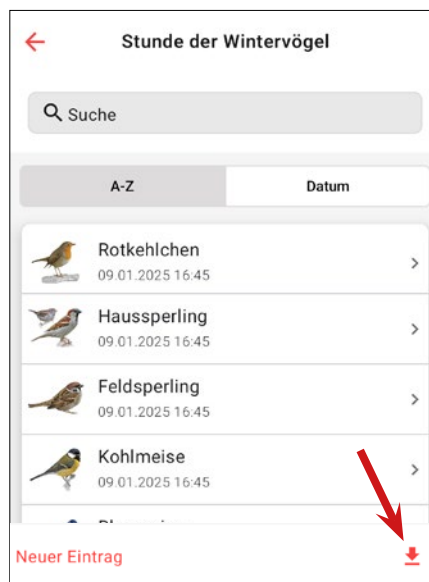 Stunde der Wintervögel
Suche
A-Z
Datum
Rotkehlchen
09.01.2025 16:45
Haussperling
09.01.2025 16:45
Feldsperling
09.01.2025 16:45
Kohlmeise
09.01.2025 16:45
Neuer Eintrag